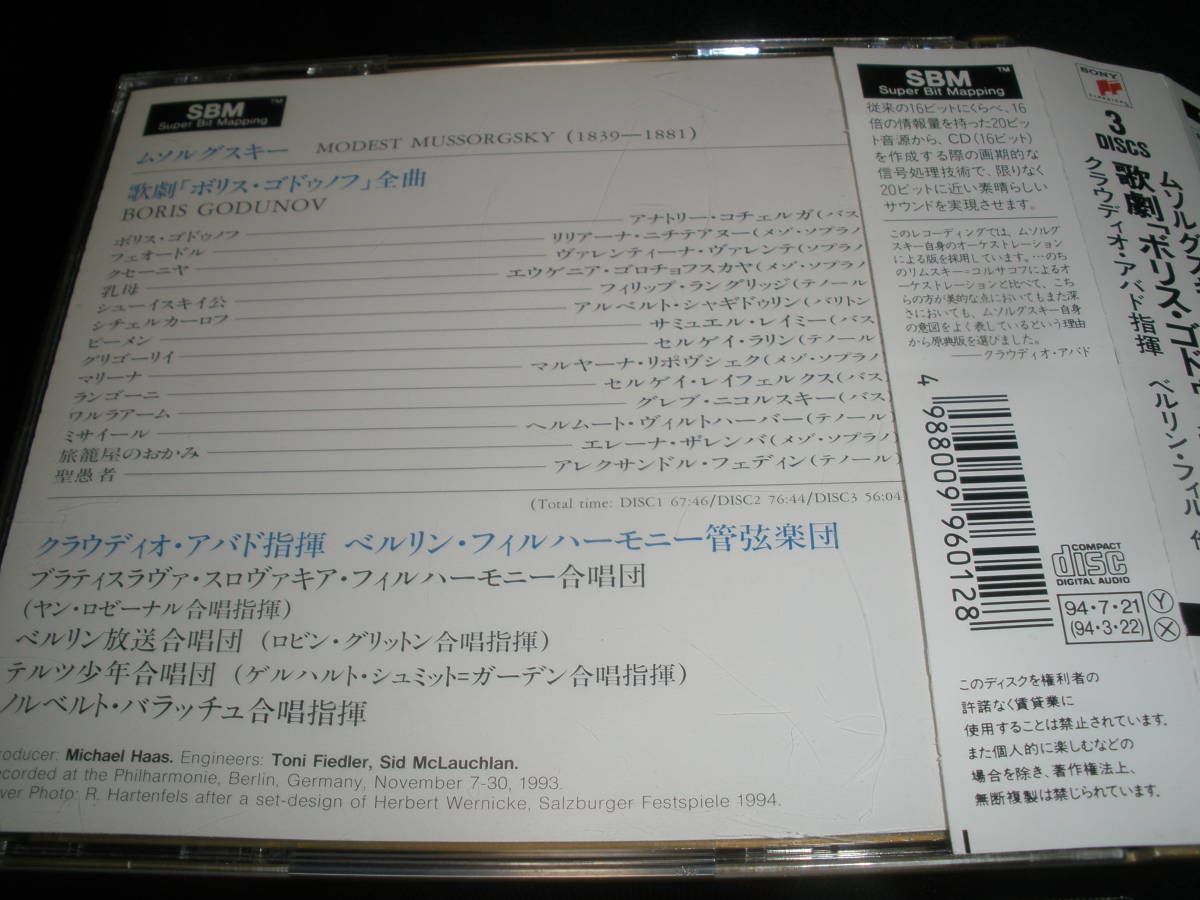 SBM™
Super Bit Mapping
ムソルグスキー MODEST MUSSORGSKY (1839—1881)
歌劇「ボリス・ゴドゥノフ」全曲
BORIS GODUNOV
ボリス・ゴドゥノフ アナトリー・コチェルガ(バス
フェオードル リリアーナ・ニチテアヌー(メゾ・ソプラノ
クセーニヤ ヴァレンティーナ・ヴァレンテ(ソプラノ
乳母 エウゲニア・ゴロチョフスカヤ(メゾ・ソプラノ
シューイスキイ公 フィリップ・ラングリッジ(テノール
シチェルカーロフ アルベルト・シャギドゥリン(バリトン
ピーメン サミュエル・レイミー(バス
グリゴーリイ セルゲイ・ラリン(テノール
マリーナ マルヤーナ・リポヴシェク(メゾ・ソプラノ
ランゴーニ セルゲイ・レイフェルクス(バス
ワルラアーム グレブ・ニコルスキー(バス
ミサイール ヘルムート・ヴィルトハーバー(テノール
旅籠屋のおかみ エレーナ・ザレンバ(メゾ・ソプラノ
聖愚者 アレクサンドル・フェディン(テノール)
(Total time: DISC1 67:46/DISC2 76:44/DISC3 56:04)
クラウディオ・アバド指揮 ベルリン・フィルハーモニー管弦楽団
ブラティスラヴァ・スロヴァキア・フィルハーモニー合唱団
(ヤン・ロゼーナル合唱指揮)
ベルリン放送合唱団 (ロビン・グリットン合唱指揮)
テルツ少年合唱団 (ゲルハルト・シュミット=ガーデン合唱指揮)
ノルベルト・バラッチュ合唱指揮
roducer: Michael Haas. Engineers: Toni Fiedler, Sid McLauchlan.
ecorded at the Philharmonie, Berlin, Germany, November 7-30, 1993.
ver Photo: R. Hartenfels after a set-design of Herbert Wernicke, Salzburger Festspiele 1994.
SBM™
Super Bit Mapping
従来の16ビットにくらべ、16
倍の情報量を持った20ビッ
ト音源から、CD(16ビット)
を作成する際の画期的な
信号処理技術で、限りなく
20ビットに近い素晴らしい
サウンドを実現させます。
このレコーディングでは、ムソルグ
スキー自身のオーケストレーション
による版を採用しています。…のち
のリムスキー=コルサコフによるオ
ーケストレーションと比べて、こち
らの方が美的な点においてもまた深
さにおいても、ムソルグスキー自身
の意図をよく表しているという理由
から原典版を選びました。
——クラウディオ・アバド
4 988009 960128
COMPACT
disc
DIGITAL AUDIO
94・7・21
(94・3・22)
Y
X
このディスクを権利者の
許諾なく賃貸業に
使用することは禁止されています。
また個人的に楽しむなどの
場合を除き、著作権法上、
無断複製は禁じられています。
SONY
CLASSICAL
3
DISCS
ムソルグスキー
歌劇「ボリス・ゴドゥ
クラウディオ・アバド指揮 ベルリン・フィル 他